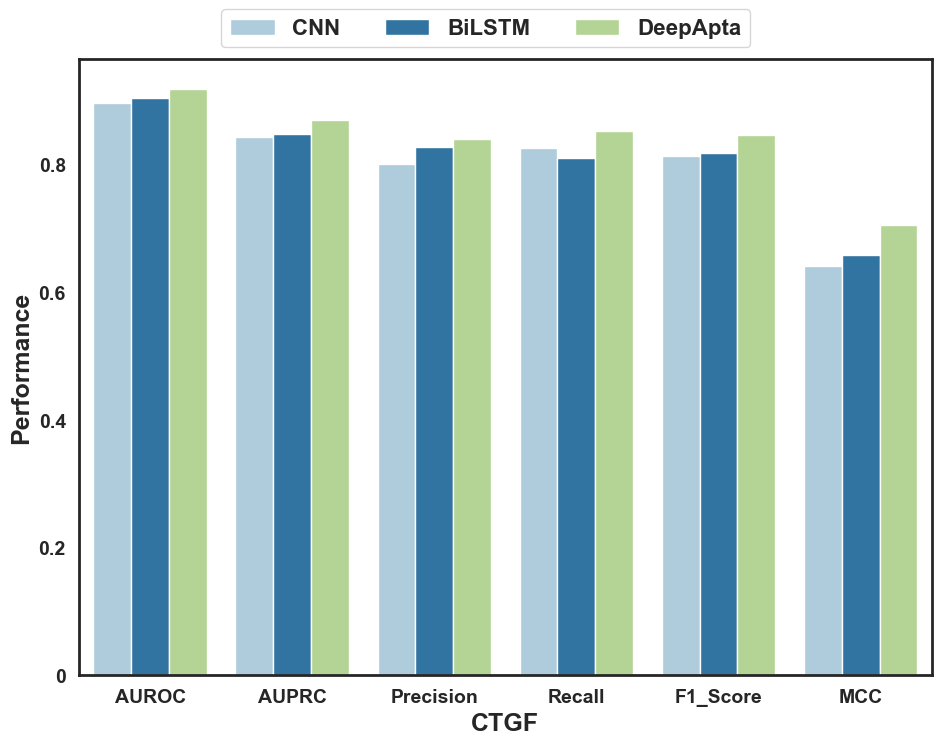 CNN BiLSTM DeepApta
Performance
0.8
0.6
0.4
0.2
0
AUROC AUPRC Precision Recall F1_Score MCC
CTGF